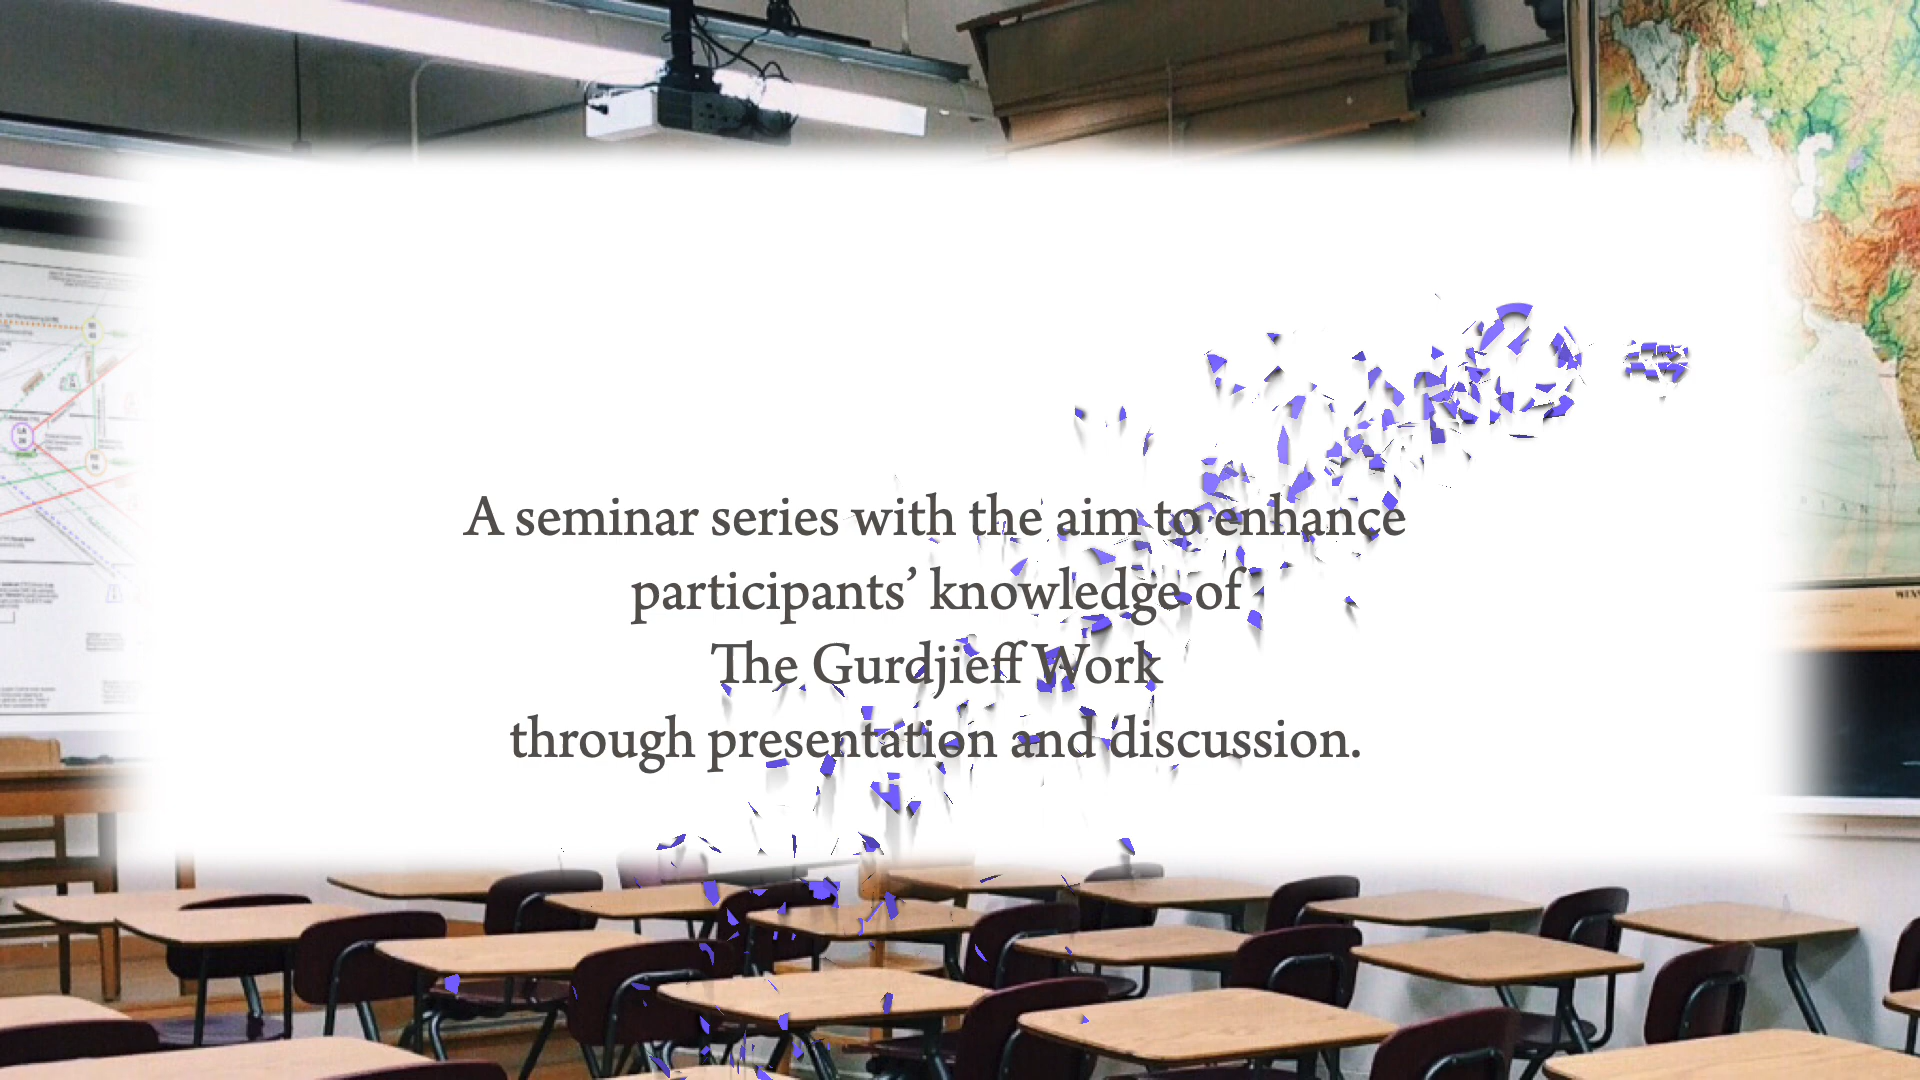 A seminar series with the aim to enhance
participants’ knowledge of
The Gurdjieff Work
through presentation and discussion.